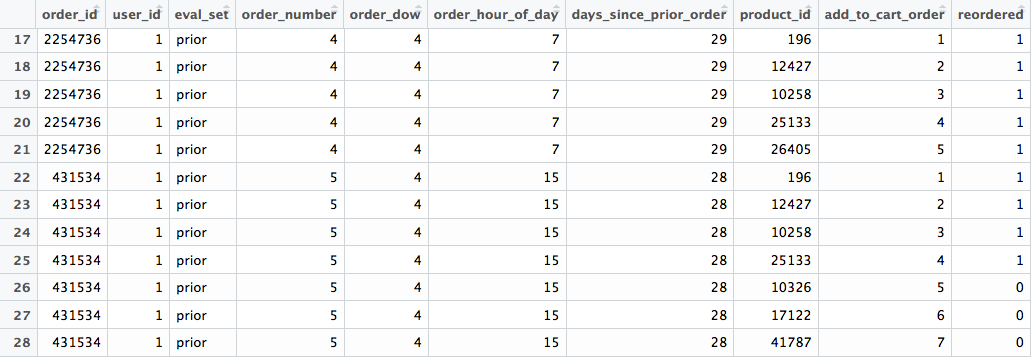 order_id user_id eval_set order_number order_dow order_hour_of_day days_since_prior_order product_id add_to_cart_order reordered
17 2254736 1 prior 4 4 7 29 196 1 1
18 2254736 1 prior 4 4 7 29 12427 2 1
19 2254736 1 prior 4 4 7 29 10258 3 1
20 2254736 1 prior 4 4 7 29 25133 4 1
21 2254736 1 prior 4 4 7 29 26405 5 1
22 431534 1 prior 5 4 15 28 196 1 1
23 431534 1 prior 5 4 15 28 12427 2 1
24 431534 1 prior 5 4 15 28 10258 3 1
25 431534 1 prior 5 4 15 28 25133 4 1
26 431534 1 prior 5 4 15 28 10326 5 0
27 431534 1 prior 5 4 15 28 17122 6 0
28 431534 1 prior 5 4 15 28 41787 7 0